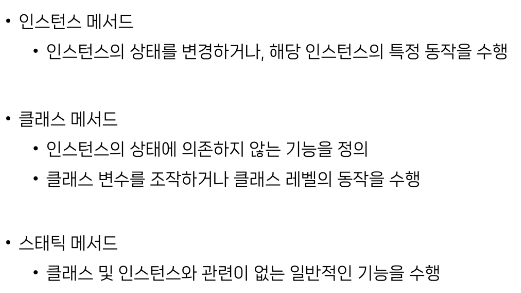 • 인스턴스 메서드
• 인스턴스의 상태를 변경하거나, 해당 인스턴스의 특정 동작을 수행
• 클래스 메서드
• 인스턴스의 상태에 의존하지 않는 기능을 정의
• 클래스 변수를 조작하거나 클래스 레벨의 동작을 수행
• 스태틱 메서드
• 클래스 및 인스턴스와 관련이 없는 일반적인 기능을 수행